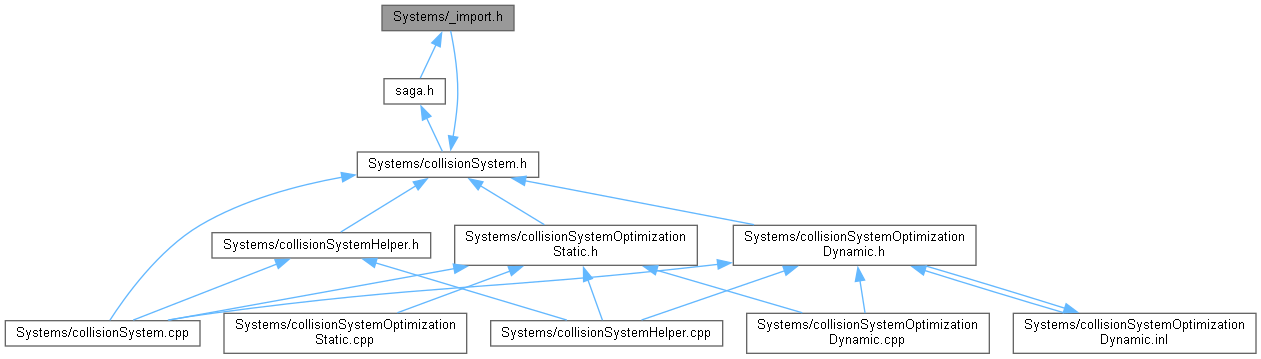 Systems/_import.h
saga.h
Systems/collisionSystem.h
Systems/collisionSystemHelper.h
Systems/collisionSystemOptimization
Static.h
Systems/collisionSystemOptimization
Dynamic.h
Systems/collisionSystem.cpp
Systems/collisionSystemOptimization
Static.cpp
Systems/collisionSystemHelper.cpp
Systems/collisionSystemOptimization
Dynamic.cpp
Systems/collisionSystemOptimization
Dynamic.inl